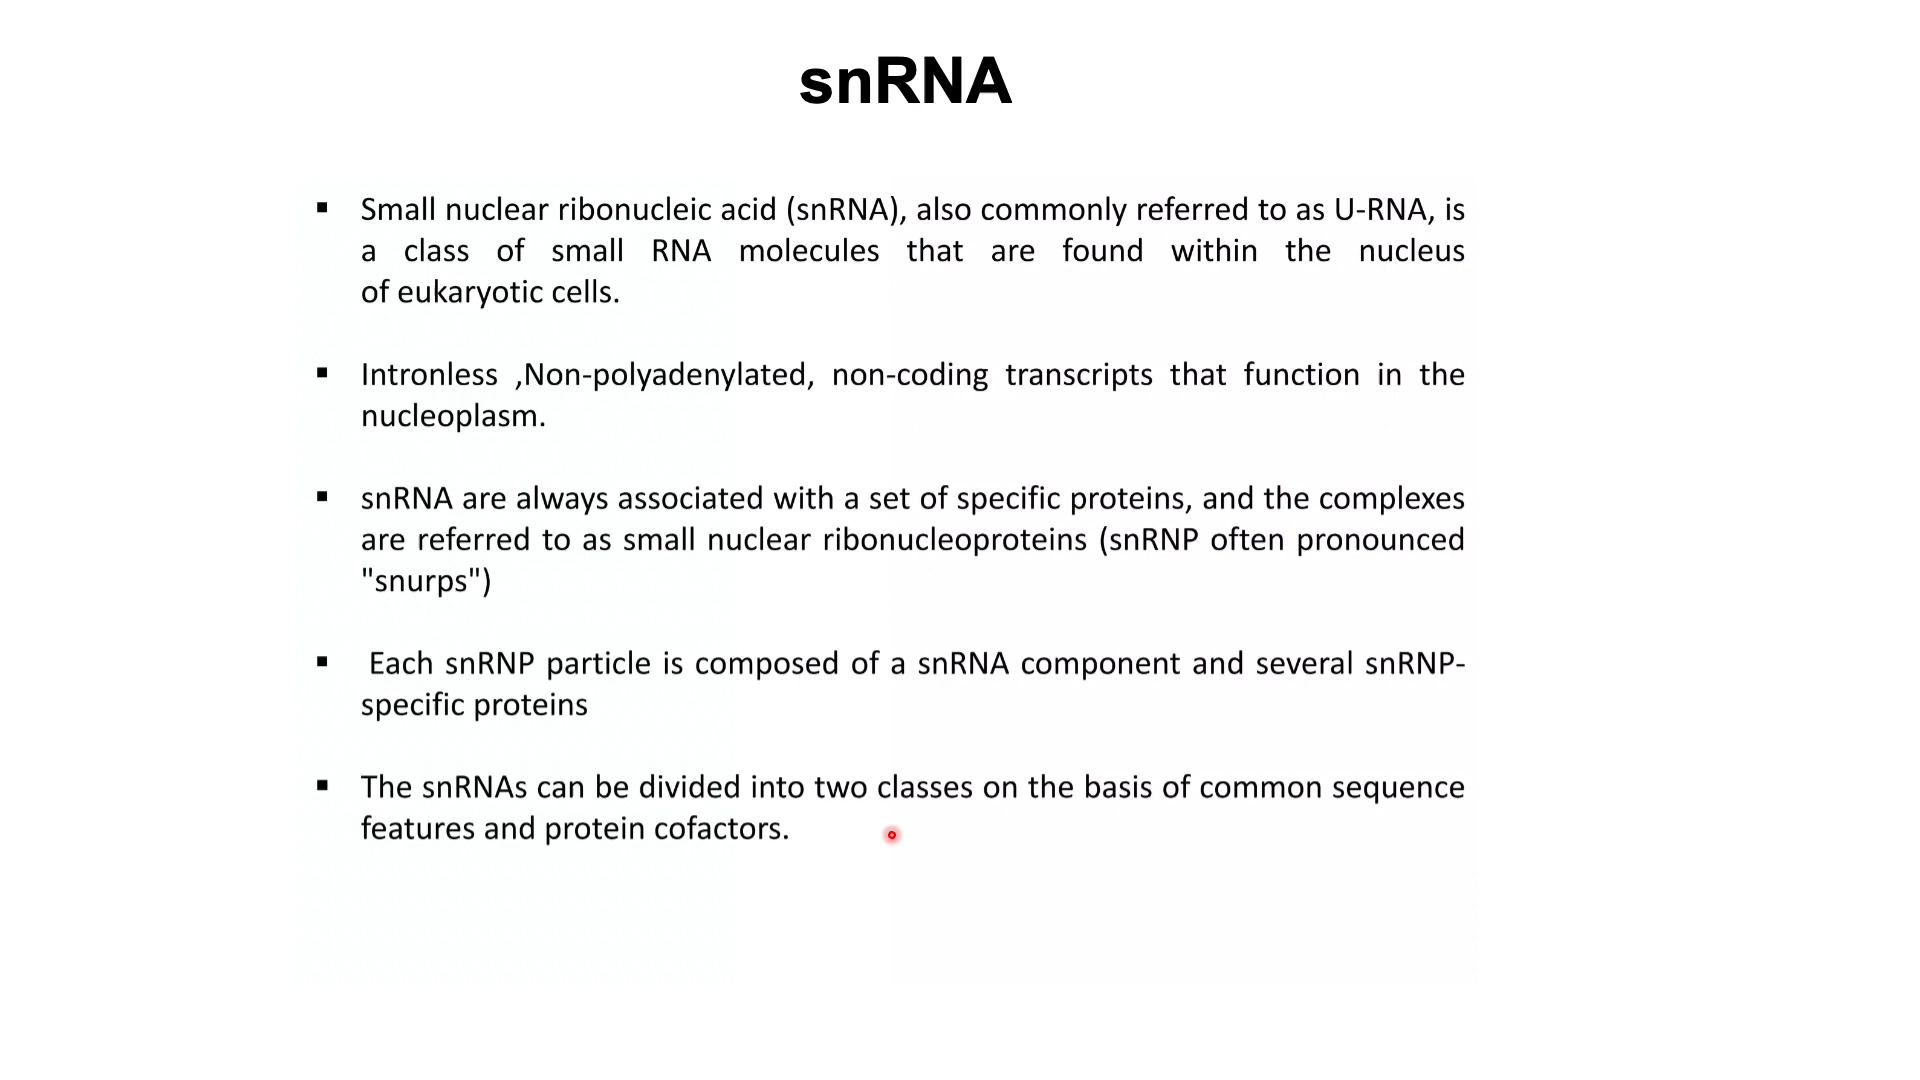 snRNA
▪ Small nuclear ribonucleic acid (snRNA), also commonly referred to as U-RNA, is
a class of small RNA molecules that are found within the nucleus
of eukaryotic cells.
▪ Intronless ,Non-polyadenylated, non-coding transcripts that function in the
nucleoplasm.
▪ snRNA are always associated with a set of specific proteins, and the complexes
are referred to as small nuclear ribonucleoproteins (snRNP often pronounced
"snurps")
▪ Each snRNP particle is composed of a snRNA component and several snRNP-
specific proteins
▪ The snRNAs can be divided into two classes on the basis of common sequence
features and protein cofactors.